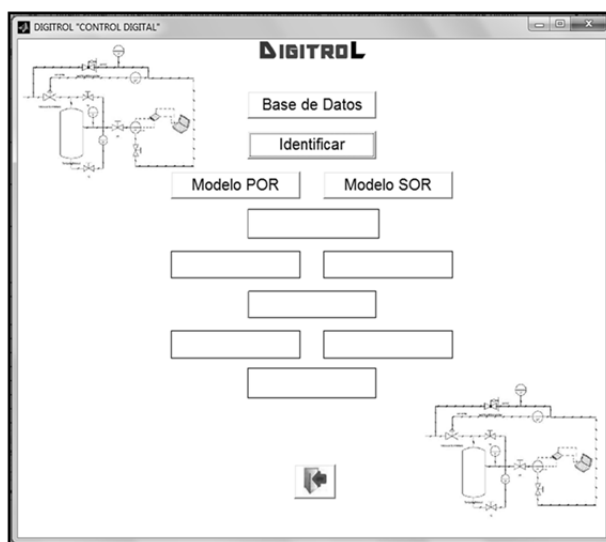 DIGITROL "CONTROL DIGITAL"
DIGITROL
Base de Datos
Identificar
Modelo POR Modelo SOR